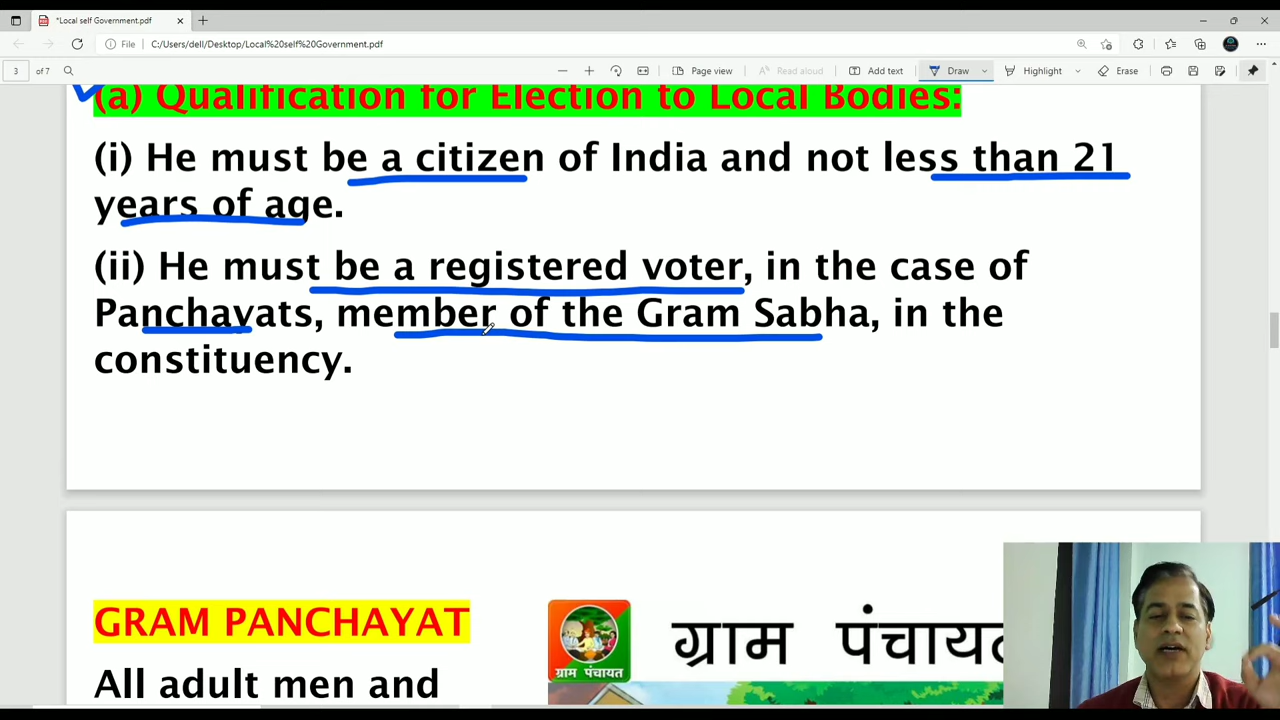 *Local self Government.pdf
File C:/Users/dell/Desktop/Local%20self%20Government.pdf
3 of 7 Page view Read aloud Add text Draw Highlight Erase
(a) Qualification for Election to Local Bodies:
(i) He must be a citizen of India and not less than 21
years of age.
(ii) He must be a registered voter, in the case of
Panchayats, member of the Gram Sabha, in the
constituency.
GRAM PANCHAYAT
All adult men and
ग्राम पंचायत
ग्राम पंचायत